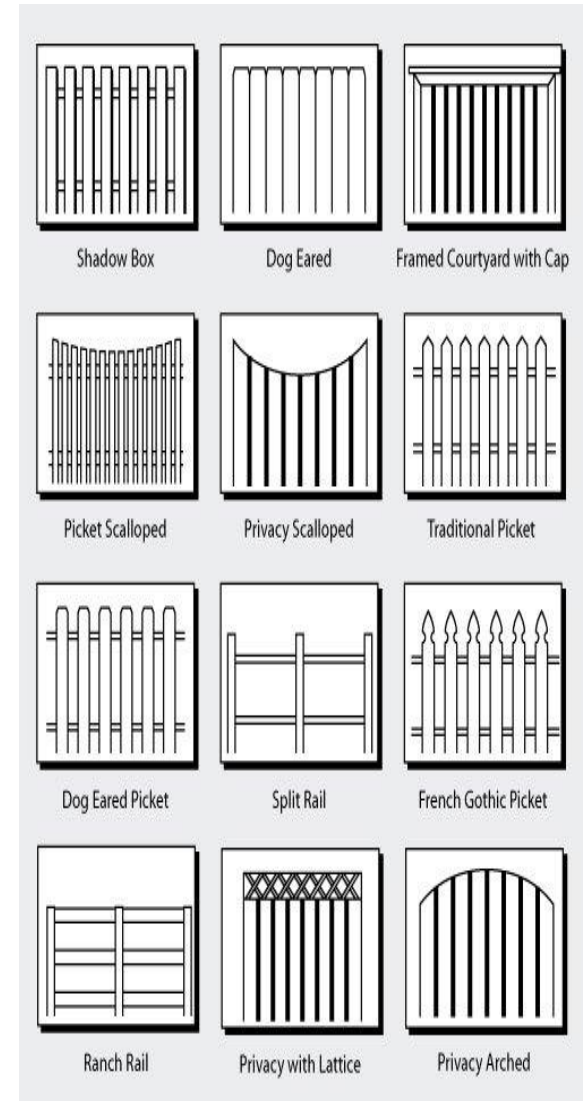 Shadow Box
Dog Eared
Framed Courtyard with Cap
Picket Scalloped
Privacy Scalloped
Traditional Picket
Dog Eared Picket
Split Rail
French Gothic Picket
Ranch Rail
Privacy with Lattice
Privacy Arched